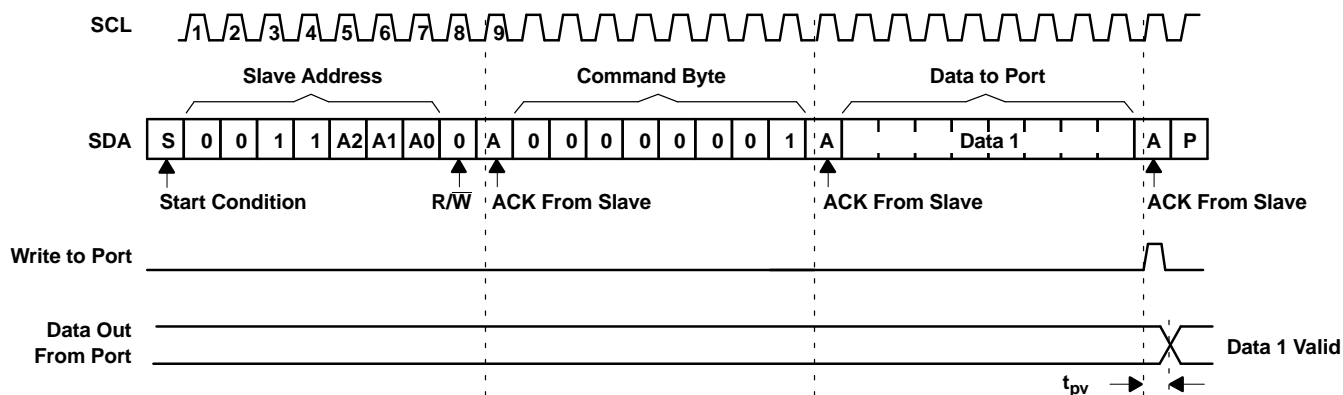 SCL 1 2 3 4 5 6 7 8 9
Slave Address Command Byte Data to Port
SDA S 0 0 1 1 A2 A1 A0 0 A 0 0 0 0 0 0 0 1 A Data 1 A P
Start Condition R/W̅ ACK From Slave ACK From Slave ACK From Slave
Write to Port
Data Out
From Port
Data 1 Valid
tpv